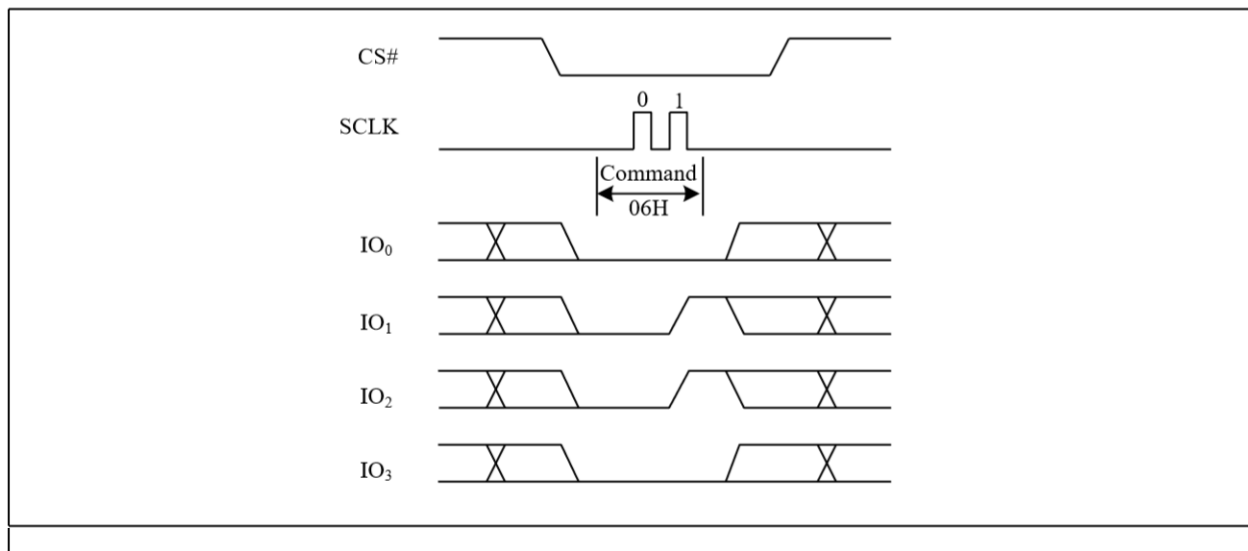 CS#
0 1
SCLK
Command
06H
IO₀
IO₁
IO₂
IO₃